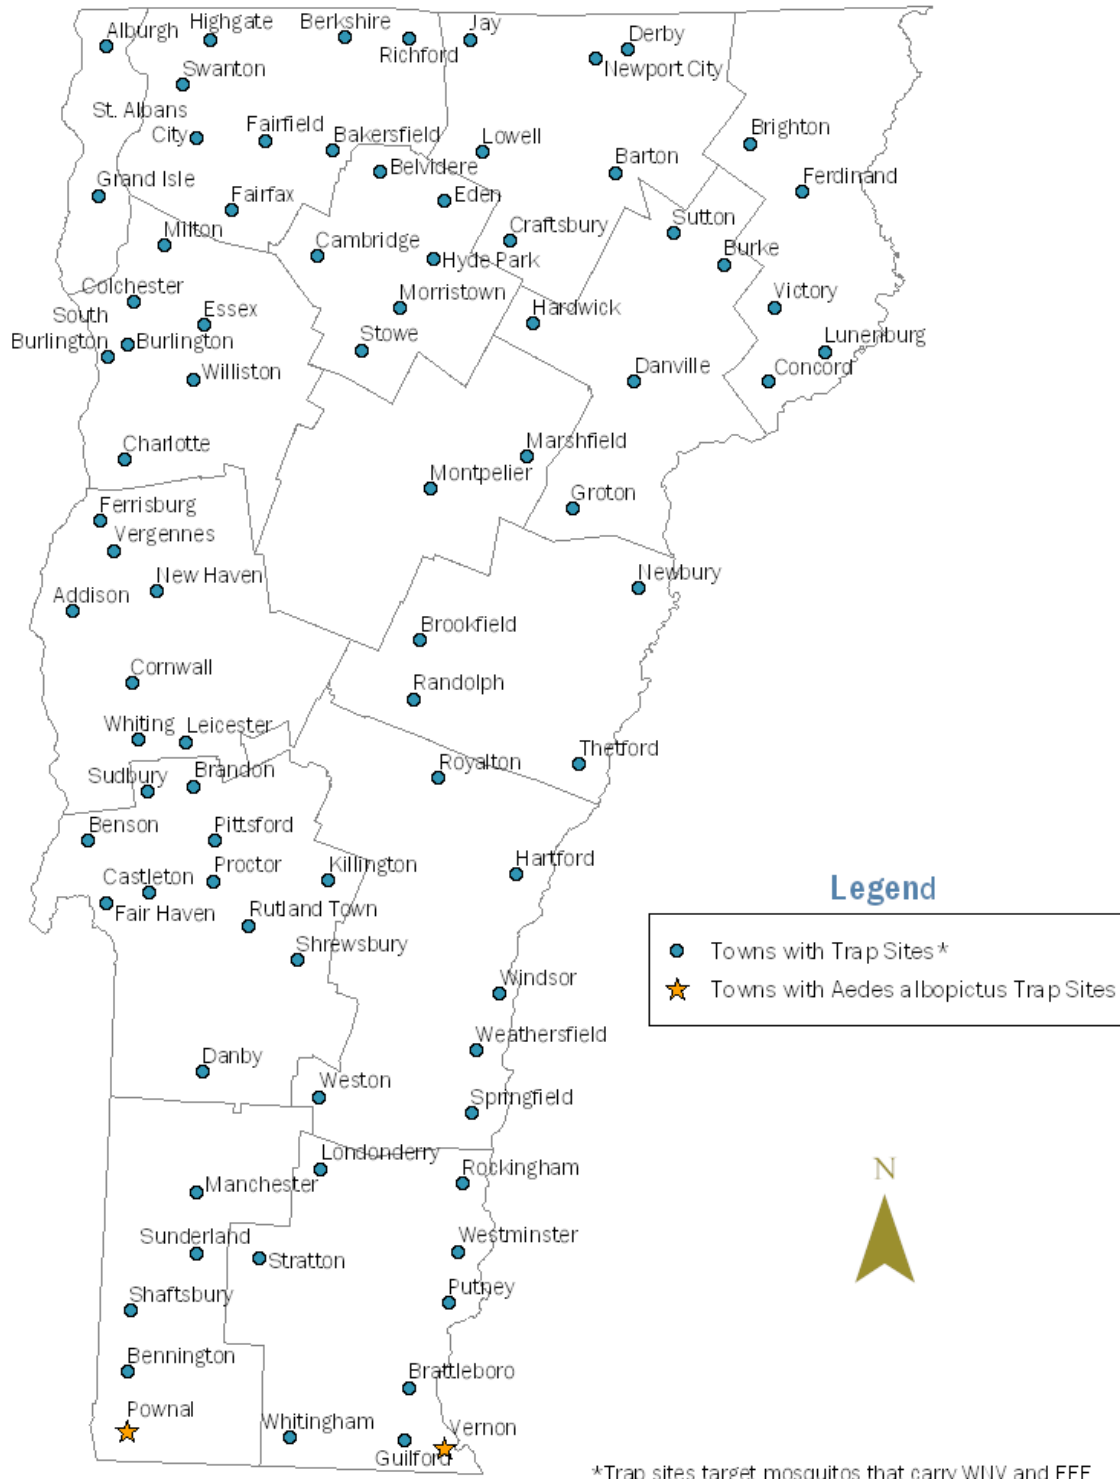 Alburgh
Highgate
Berkshire
Richford
Jay
Derby
Newport City
Swanton
St. Albans
City
Fairfield
Bakersfield
Belvidere
Lowell
Brighton
Barton
Ferdinand
Grand Isle
Fairfax
Eden
Milton
Cambridge
Hyde Park
Craftsbury
Sutton
Burke
Colchester
South
Burlington
Burlington
Essex
Morristown
Stowe
Hardwick
Victory
Lunenburg
Williston
Danville
Concord
Charlotte
Marshfield
Montpelier
Groton
Ferrisburg
Vergennes
New Haven
Addison
Newbury
Brookfield
Cornwall
Randolph
Whiting
Leicester
Royalton
Thetford
Sudbury
Brandon
Benson
Pittsford
Castleton
Proctor
Killington
Hartford
Fair Haven
Rutland Town
Shrewsbury
Windsor
Weathersfield
Danby
Weston
Springfield
Londonderry
Rockingham
Manchester
Sunderland
Stratton
Westminster
Putney
Shaftsbury
Bennington
Brattleboro
Pownal
Whitingham
Guilford
Vernon
Legend
Towns with Trap Sites*
Towns with Aedes albopictus Trap Sites
N
*Trap sites target mosquitos that carry WNV and EEE